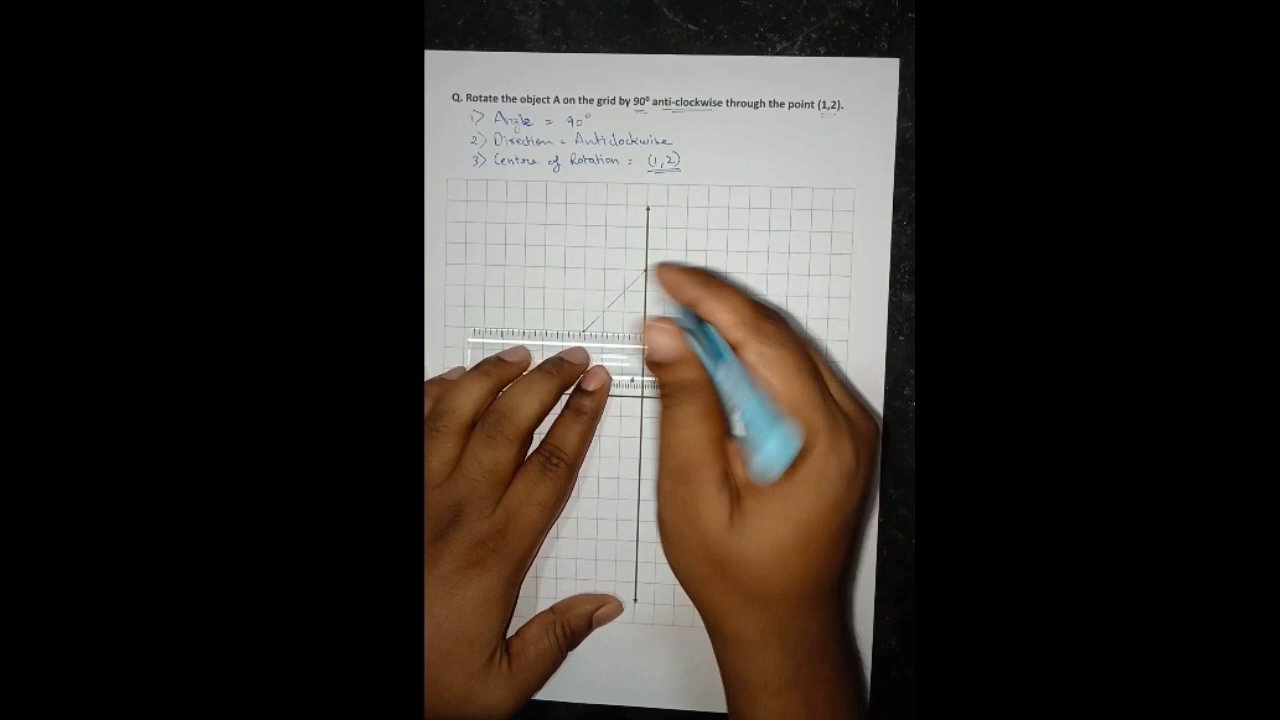 Q. Rotate the object A on the grid by 90⁰ anti-clockwise through the point (1,2).
1) Angle = 90°
2) Direction = Anticlockwise
3) Centre of Rotation = (1,2)